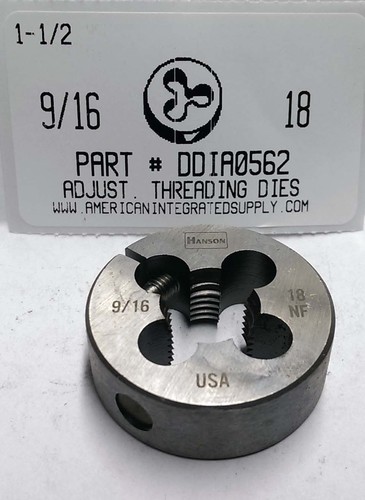 1-1/2
9/16 18
PART # DDIA0562
ADJUST. THREADING DIES
WWW.AMERICANINTEGRATEDSUPPLY.COM
HANSON
9/16 18
NF
USA